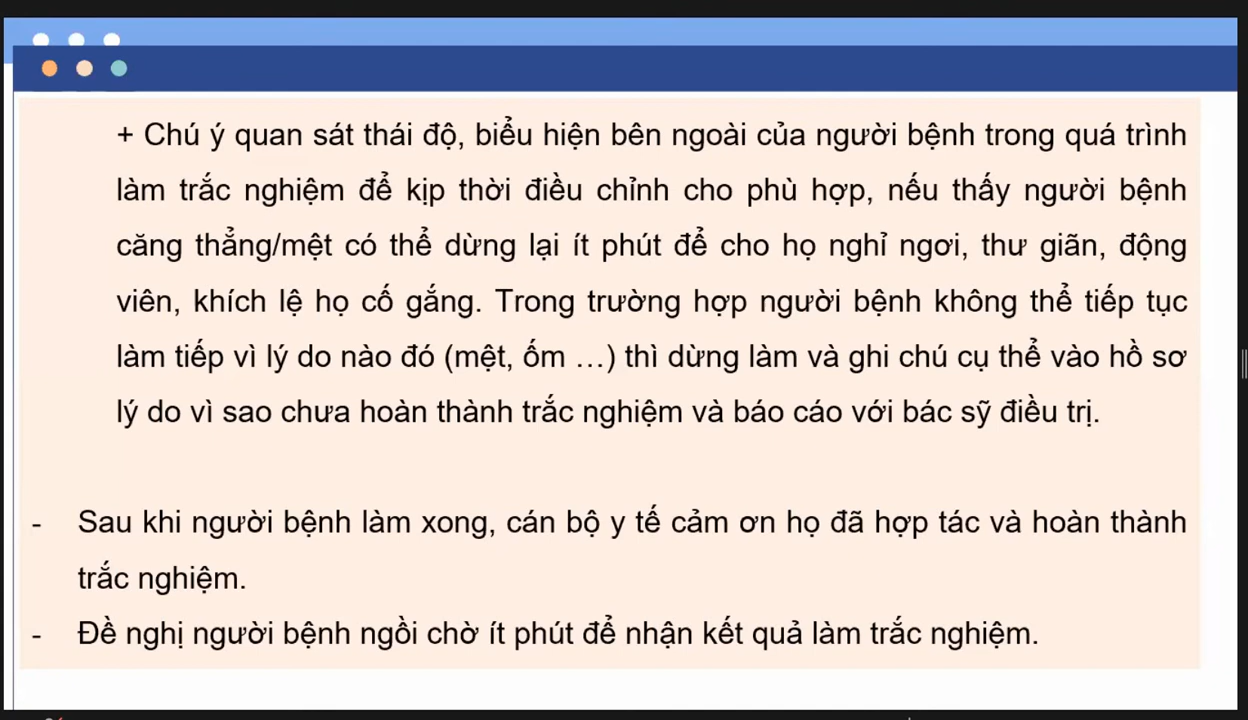 + Chú ý quan sát thái độ, biểu hiện bên ngoài của người bệnh trong quá trình
làm trắc nghiệm để kịp thời điều chỉnh cho phù hợp, nếu thấy người bệnh
căng thẳng/mệt có thể dừng lại ít phút để cho họ nghỉ ngơi, thư giãn, động
viên, khích lệ họ cố gắng. Trong trường hợp người bệnh không thể tiếp tục
làm tiếp vì lý do nào đó (mệt, ốm …) thì dừng làm và ghi chú cụ thể vào hồ sơ
lý do vì sao chưa hoàn thành trắc nghiệm và báo cáo với bác sỹ điều trị.
- Sau khi người bệnh làm xong, cán bộ y tế cảm ơn họ đã hợp tác và hoàn thành
trắc nghiệm.
- Đề nghị người bệnh ngồi chờ ít phút để nhận kết quả làm trắc nghiệm.